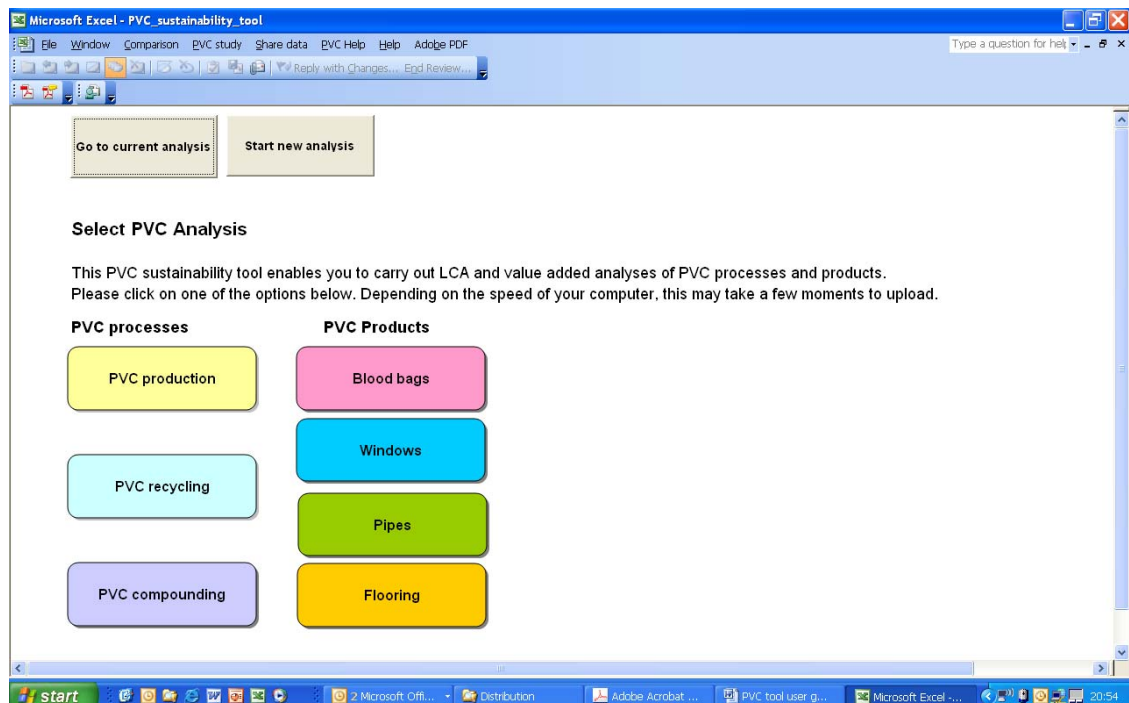 Microsoft Excel - PVC_sustainability_tool
File Window Comparison PVC study Share data PVC Help Help Adobe PDF
Type a question for help
Reply with Changes... End Review...
Go to current analysis
Start new analysis
Select PVC Analysis
This PVC sustainability tool enables you to carry out LCA and value added analyses of PVC processes and products.
Please click on one of the options below. Depending on the speed of your computer, this may take a few moments to upload.
PVC processes
PVC Products
PVC production
Blood bags
Windows
PVC recycling
Pipes
PVC compounding
Flooring
start 2 Microsoft Offi... Distribution Adobe Acrobat ... PVC tool user g... Microsoft Excel -... 20:54